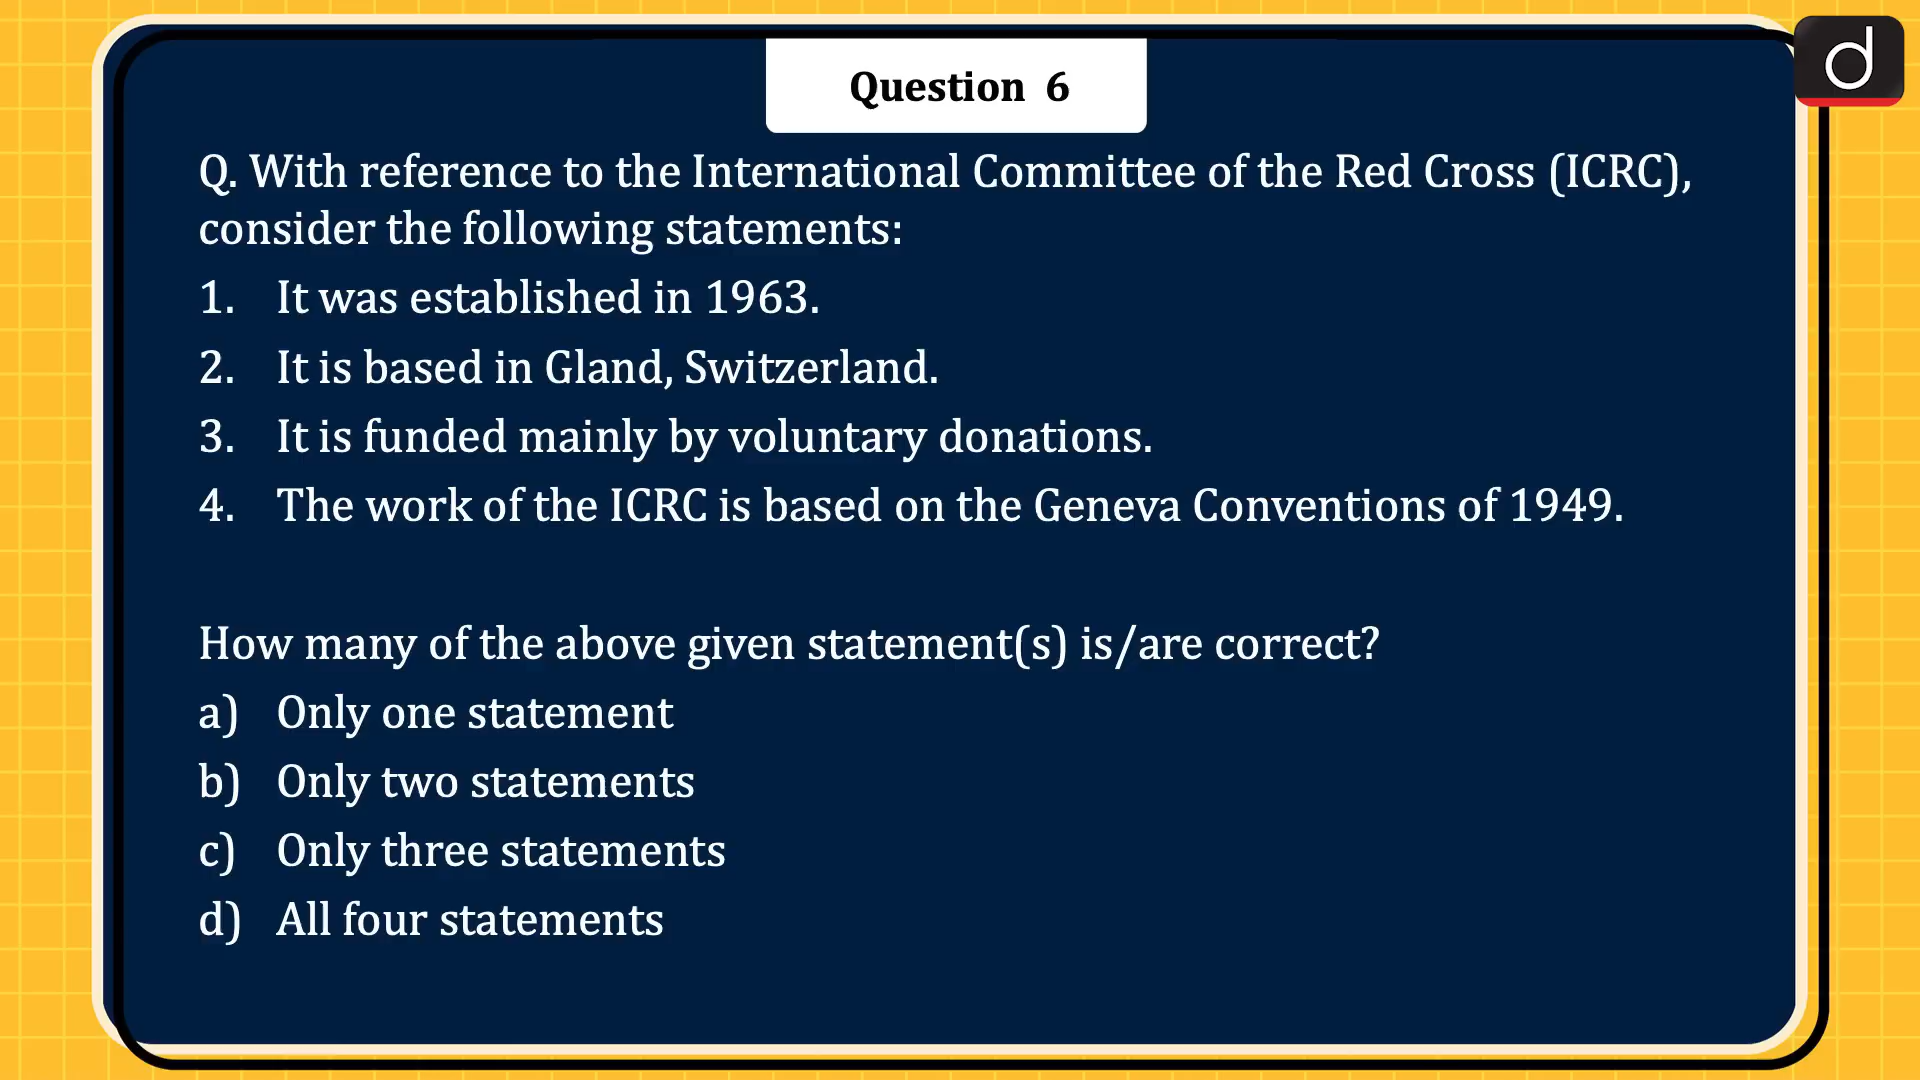 Question 6
Q. With reference to the International Committee of the Red Cross (ICRC),
consider the following statements:
1. It was established in 1963.
2. It is based in Gland, Switzerland.
3. It is funded mainly by voluntary donations.
4. The work of the ICRC is based on the Geneva Conventions of 1949.
How many of the above given statement(s) is/are correct?
a) Only one statement
b) Only two statements
c) Only three statements
d) All four statements
d